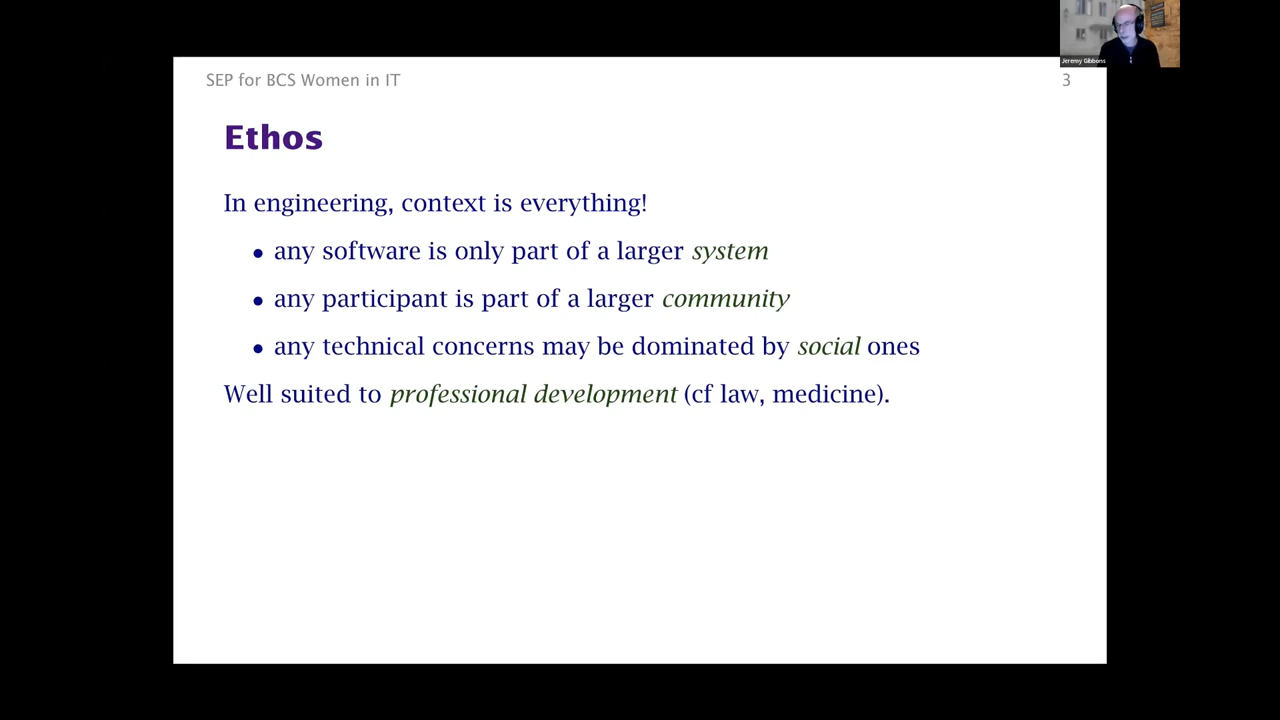 Jeremy Gibbons
SEP for BCS Women in IT
3
Ethos
In engineering, context is everything!
• any software is only part of a larger system
• any participant is part of a larger community
• any technical concerns may be dominated by social ones
Well suited to professional development (cf law, medicine).